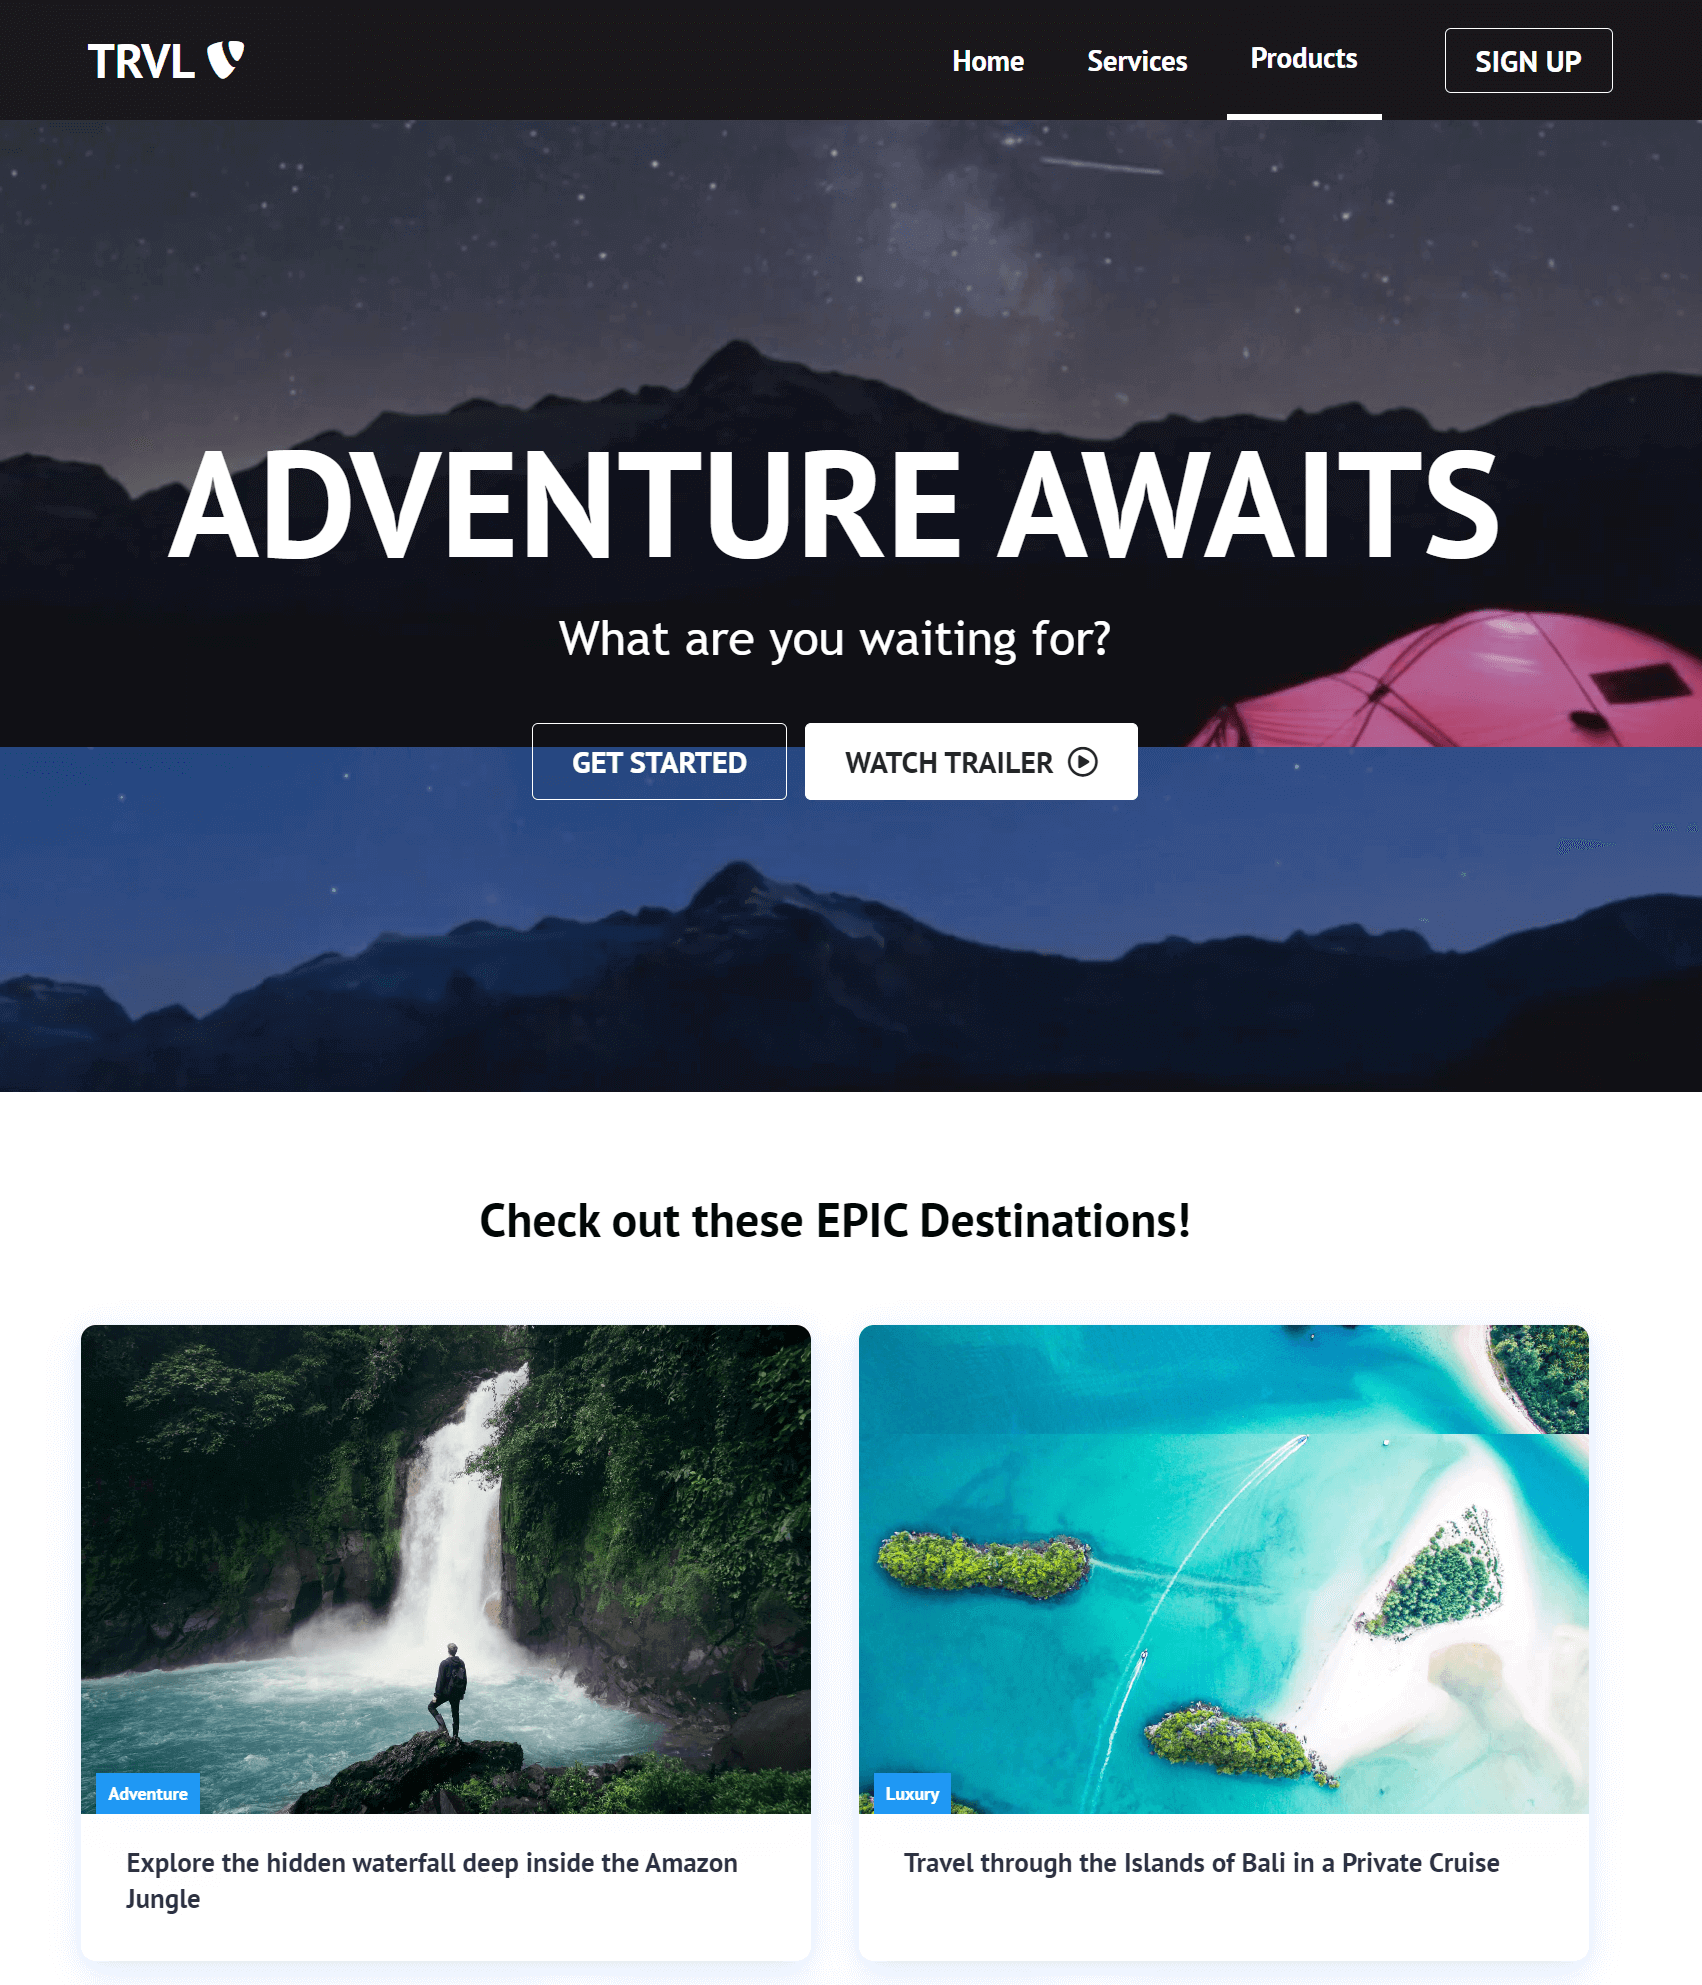 TRVL
Home Services Products SIGN UP
ADVENTURE AWAITS
What are you waiting for?
GET STARTED WATCH TRAILER
Check out these EPIC Destinations!
Adventure
Explore the hidden waterfall deep inside the Amazon
Jungle
Luxury
Travel through the Islands of Bali in a Private Cruise